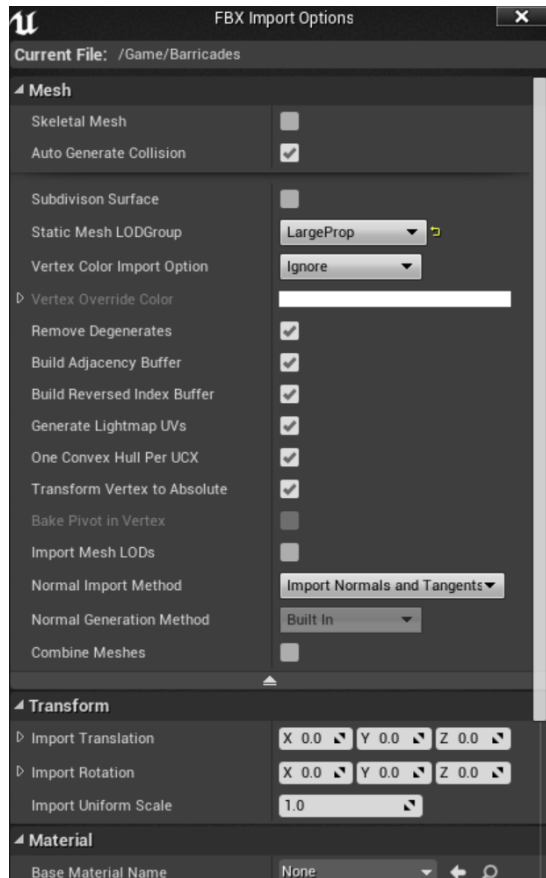 FBX Import Options
Current File: /Game/Barricades
Mesh
Skeletal Mesh
Auto Generate Collision
Subdivison Surface
Static Mesh LODGroup LargeProp
Vertex Color Import Option Ignore
Vertex Override Color
Remove Degenerates
Build Adjacency Buffer
Build Reversed Index Buffer
Generate Lightmap UVs
One Convex Hull Per UCX
Transform Vertex to Absolute
Bake Pivot in Vertex
Import Mesh LODs
Normal Import Method Import Normals and Tangents
Normal Generation Method Built In
Combine Meshes
Transform
Import Translation X 0.0 Y 0.0 Z 0.0
Import Rotation X 0.0 Y 0.0 Z 0.0
Import Uniform Scale 1.0
Material
Base Material Name None